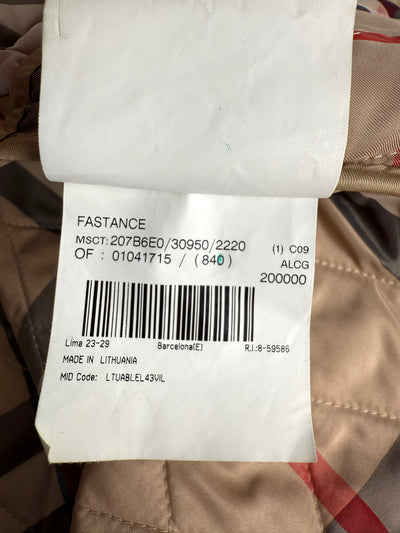 FASTANCE
MSCT: 207B6E0/30950/2220 (1) C09
OF : 01041715 / (840) ALCG
200000
Lima 23-29 Barcelona(E) R.I.:8-59586
MADE IN LITHUANIA
MID Code: LTUABLEL43VIL